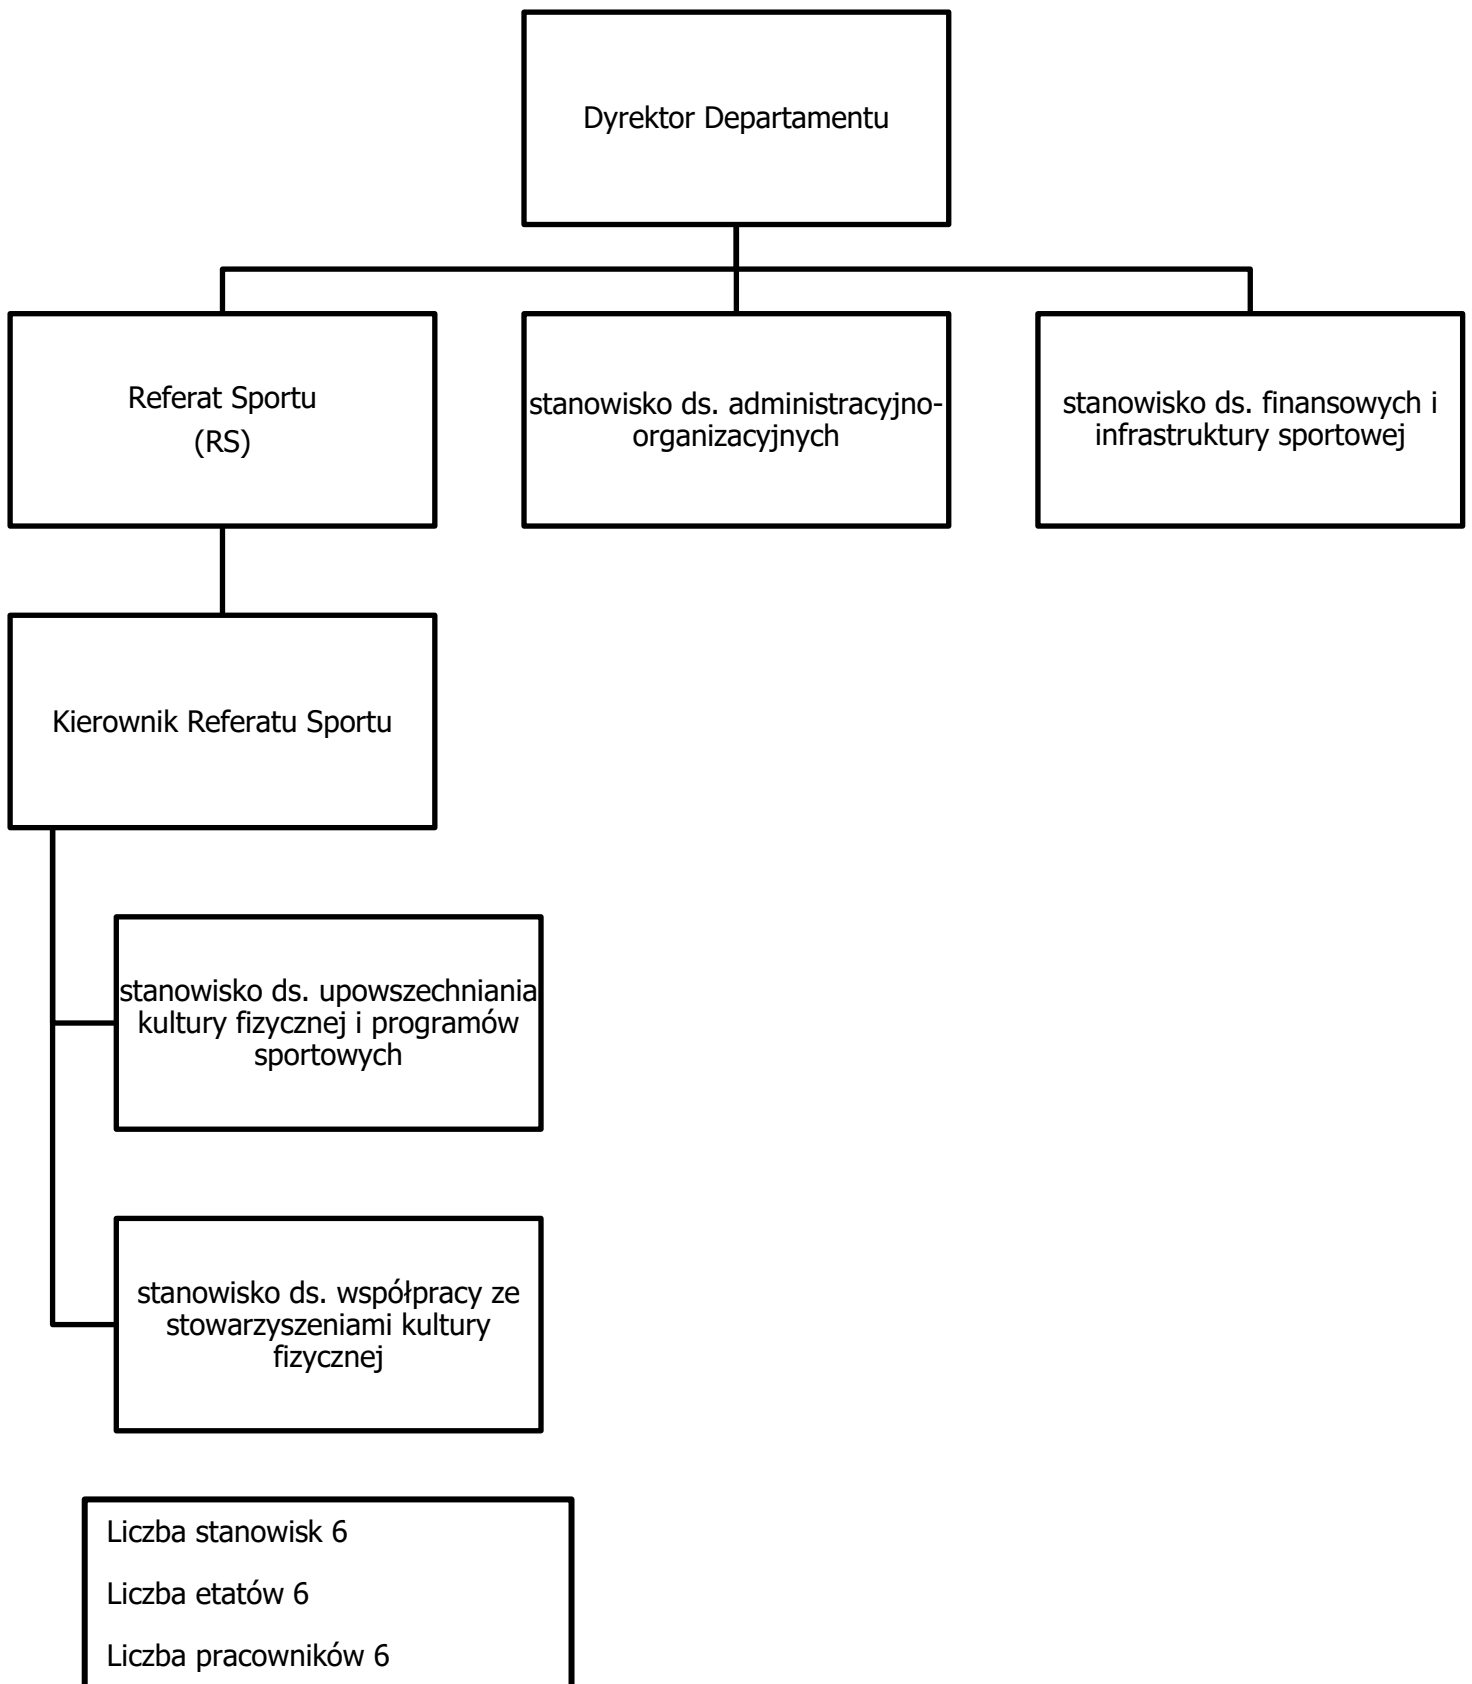 Dyrektor Departamentu
Referat Sportu
(RS)
stanowisko ds. administracyjno-
organizacyjnych
stanowisko ds. finansowych i
infrastruktury sportowej
Kierownik Referatu Sportu
stanowisko ds. upowszechniania
kultury fizycznej i programów
sportowych
stanowisko ds. współpracy ze
stowarzyszeniami kultury
fizycznej
Liczba stanowisk 6
Liczba etatów 6
Liczba pracowników 6